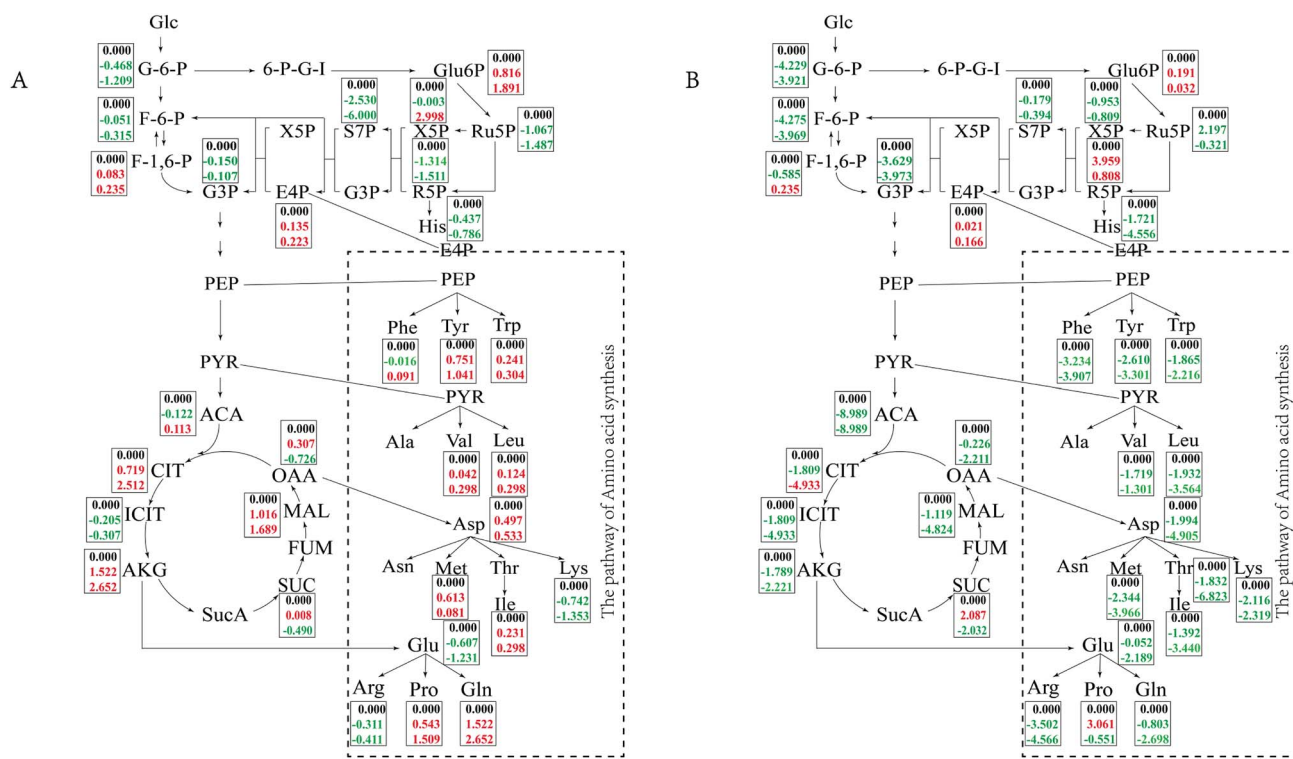 A
Glc
0.000
-0.468
-1.209
G-6-P
6-P-G-I
Glu6P
0.000
0.816
1.891
0.000
-0.051
-0.315
F-6-P
0.000
-2.530
-6.000
0.000
-0.003
2.998
X5P
S7P
X5P
Ru5P
0.000
-1.067
-1.487
0.000
0.083
0.235
F-1,6-P
0.000
-0.150
-0.107
0.000
-1.314
-1.511
G3P
E4P
G3P
R5P
0.000
0.135
0.223
His
0.000
-0.437
-0.786
E4P
PEP
PEP
Phe
Tyr
Trp
0.000
-0.016
0.091
0.000
0.751
1.041
0.000
0.241
0.304
PYR
PYR
0.000
-0.122
0.113
ACA
Ala
Val
Leu
0.000
0.042
0.298
0.000
0.124
0.298
0.000
0.307
-0.726
OAA
0.000
0.719
2.512
CIT
0.000
-0.205
-0.307
ICIT
0.000
1.016
1.689
MAL
Asp
0.000
0.497
0.533
FUM
0.000
1.522
2.652
AKG
SUC
0.000
0.008
-0.490
SucA
Asn
Met
Thr
Lys
0.000
0.613
0.081
Ile
0.000
0.231
0.298
0.000
-0.742
-1.353
Glu
0.000
-0.607
-1.231
Arg
Pro
Gln
0.000
-0.311
-0.411
0.000
0.543
1.509
0.000
1.522
2.652
The pathway of Amino acid synthesis
B
Glc
0.000
-4.229
-3.921
G-6-P
6-P-G-I
Glu6P
0.000
0.191
0.032
0.000
-4.275
-3.969
F-6-P
0.000
-0.179
-0.394
0.000
-0.953
-0.809
X5P
S7P
X5P
Ru5P
0.000
2.197
-0.321
0.000
-0.585
0.235
F-1,6-P
0.000
-3.629
-3.973
0.000
3.959
0.808
G3P
E4P
G3P
R5P
0.000
0.021
0.166
His
0.000
-1.721
-4.556
E4P
PEP
PEP
Phe
Tyr
Trp
0.000
-3.234
-3.907
0.000
-2.610
-3.301
0.000
-1.865
-2.216
PYR
PYR
0.000
-8.989
-8.989
ACA
Ala
Val
Leu
0.000
-1.719
-1.301
0.000
-1.932
-3.564
0.000
-0.226
-2.211
OAA
0.000
-1.809
-4.933
CIT
0.000
-1.809
-4.933
ICIT
0.000
-1.119
-4.824
MAL
Asp
0.000
-1.994
-4.905
FUM
0.000
-1.789
-2.221
AKG
SUC
0.000
2.087
-2.032
SucA
Asn
Met
Thr
Lys
0.000
-2.344
-3.966
0.000
-1.832
-6.823
Ile
0.000
-1.392
-3.440
0.000
-2.116
-2.319
Glu
0.000
-0.052
-2.189
Arg
Pro
Gln
0.000
-3.502
-4.566
0.000
3.061
-0.551
0.000
-0.803
-2.698
The pathway of Amino acid synthesis